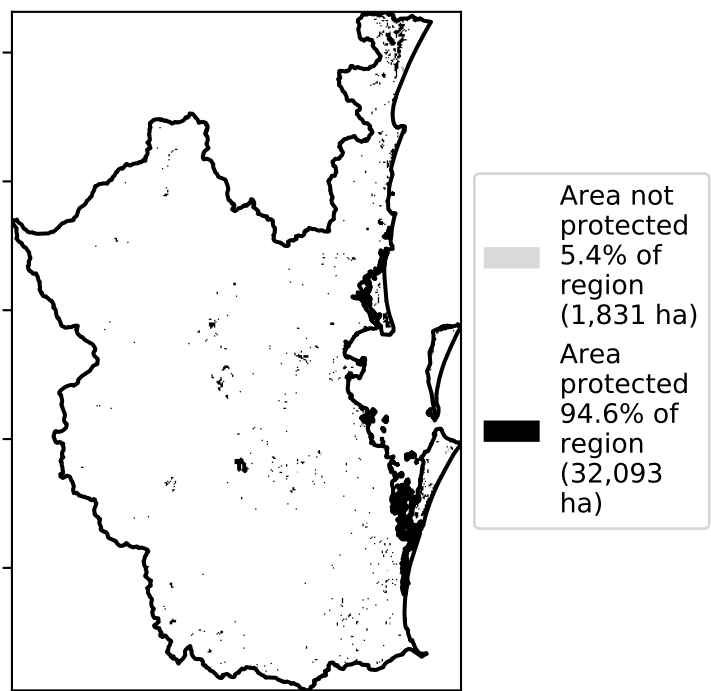 Area not
protected
5.4% of
region
(1,831 ha)
Area
protected
94.6% of
region
(32,093
ha)